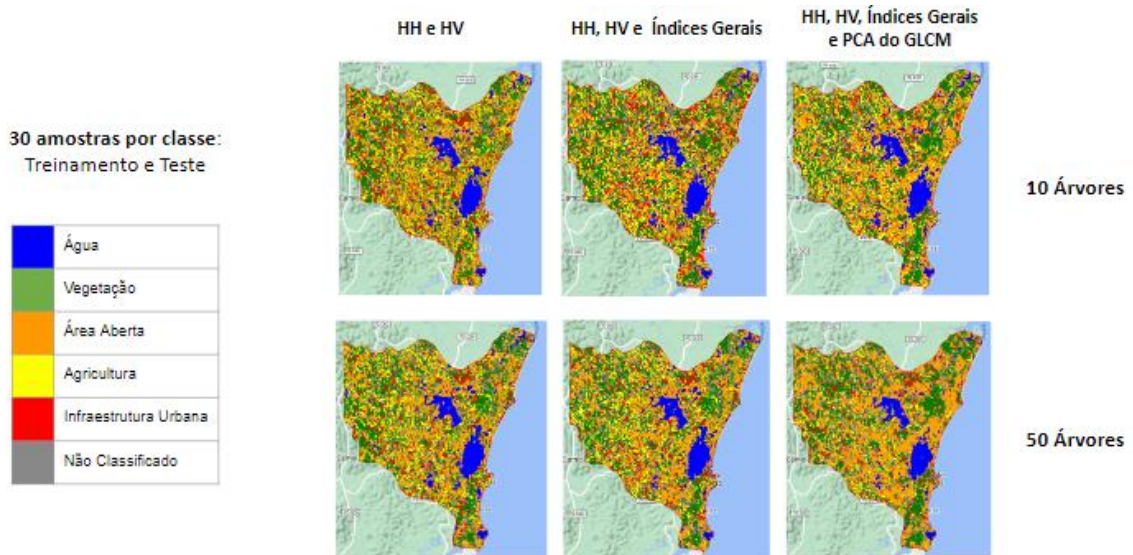 HH e HV
HH, HV e Índices Gerais
HH, HV, Índices Gerais
e PCA do GLCM
30 amostras por classe:
Treinamento e Teste
10 Árvores
Água
Vegetação
Área Aberta
Agricultura
Infraestrutura Urbana
Não Classificado
50 Árvores